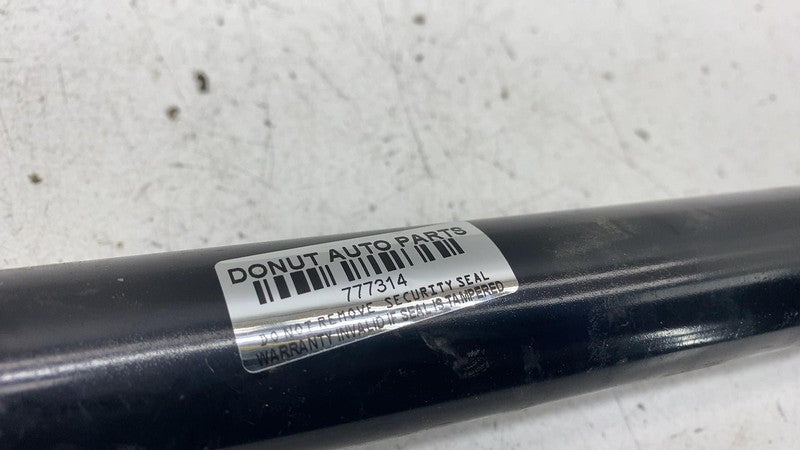 DONUT AUTO PARTS
777314
DO NOT REMOVE SECURITY SEAL
WARRANTY INVALID IF SEAL IS TAMPERED